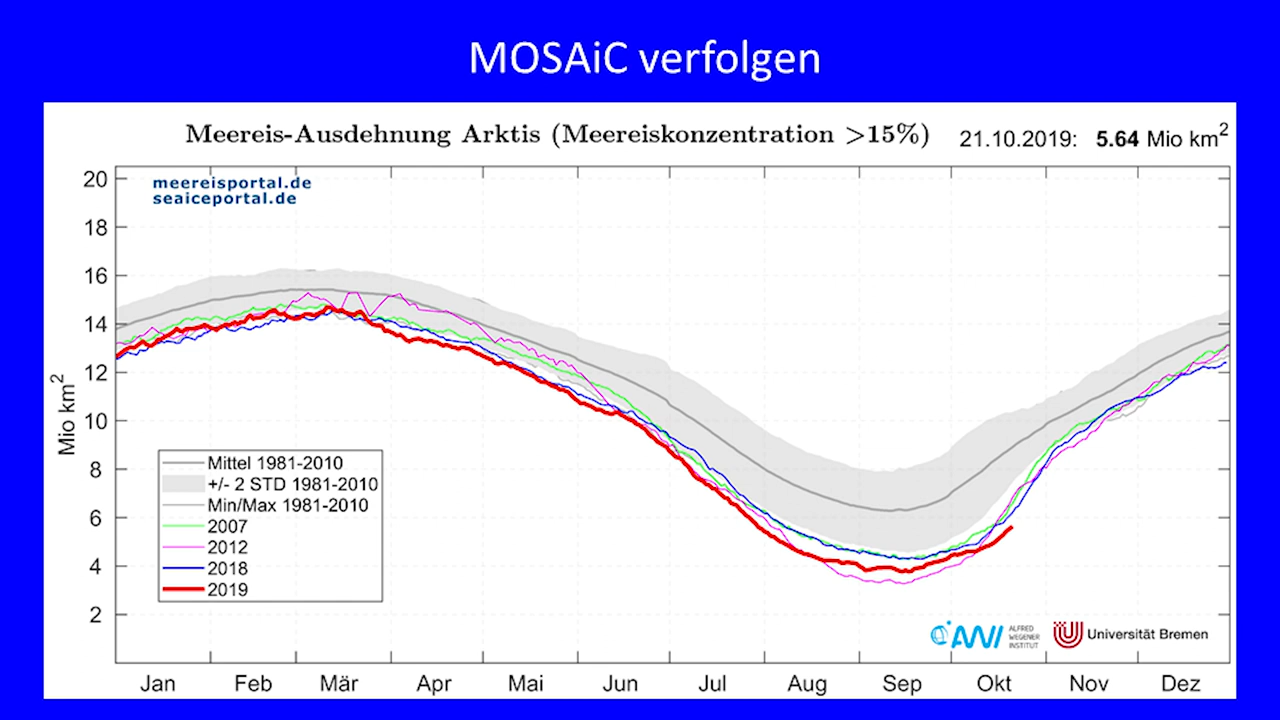 MOSAiC verfolgen
Meereis-Ausdehnung Arktis (Meereiskonzentration >15%)
21.10.2019: 5.64 Mio km²
meereisportal.de
seaiceportal.de
20
18
16
14
12
10
8
6
4
2
Mio km²
Mittel 1981-2010
+/- 2 STD 1981-2010
Min/Max 1981-2010
2007
2012
2018
2019
AWI
ALFRED
WEGENER
INSTITUT
Universität Bremen
Jan Feb Mär Apr Mai Jun Jul Aug Sep Okt Nov Dez